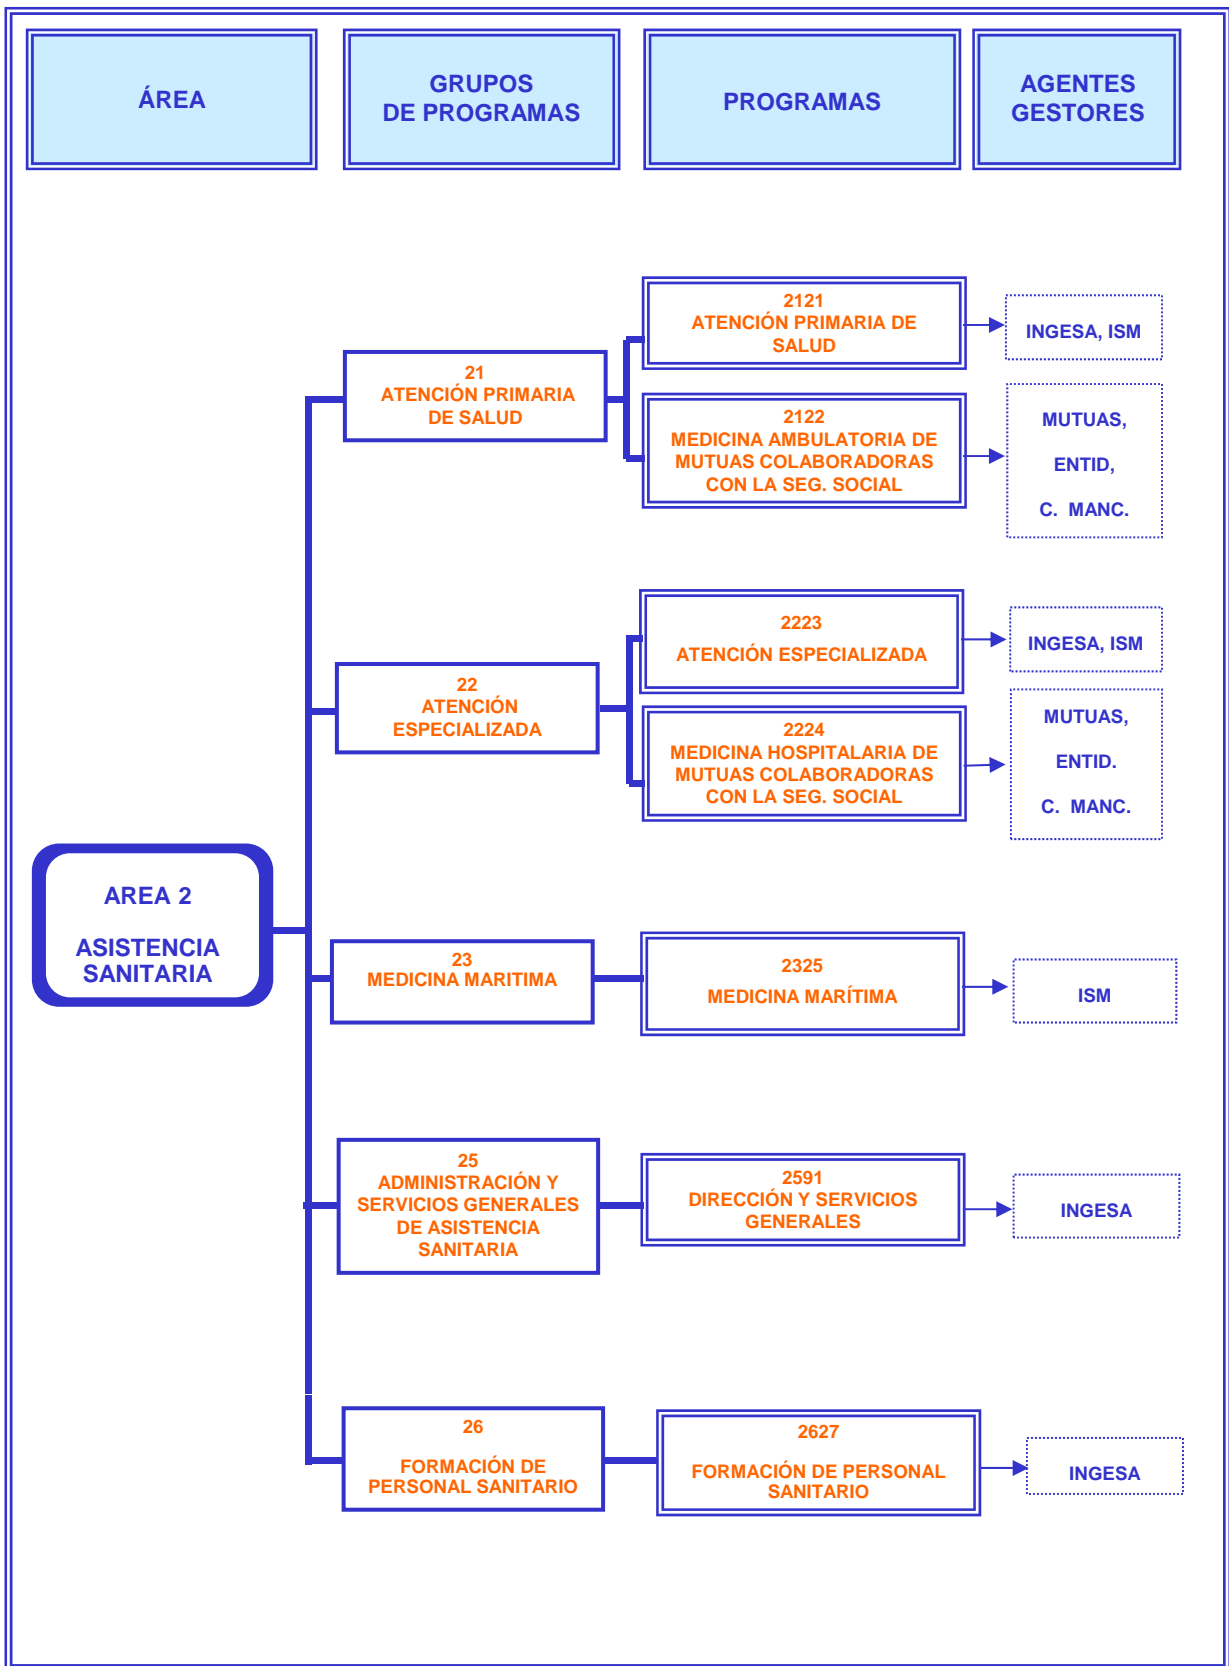 ÁREA
GRUPOS
DE PROGRAMAS
PROGRAMAS
AGENTES
GESTORES
2121
ATENCIÓN PRIMARIA DE
SALUD
INGESA, ISM
21
ATENCIÓN PRIMARIA
DE SALUD
2122
MEDICINA AMBULATORIA DE
MUTUAS COLABORADORAS
CON LA SEG. SOCIAL
MUTUAS,
ENTID,
C. MANC.
2223
ATENCIÓN ESPECIALIZADA
INGESA, ISM
22
ATENCIÓN
ESPECIALIZADA
2224
MEDICINA HOSPITALARIA DE
MUTUAS COLABORADORAS
CON LA SEG. SOCIAL
MUTUAS,
ENTID.
C. MANC.
AREA 2
ASISTENCIA
SANITARIA
23
MEDICINA MARITIMA
2325
MEDICINA MARÍTIMA
ISM
25
ADMINISTRACIÓN Y
SERVICIOS GENERALES
DE ASISTENCIA
SANITARIA
2591
DIRECCIÓN Y SERVICIOS
GENERALES
INGESA
26
FORMACIÓN DE
PERSONAL SANITARIO
2627
FORMACIÓN DE PERSONAL
SANITARIO
INGESA